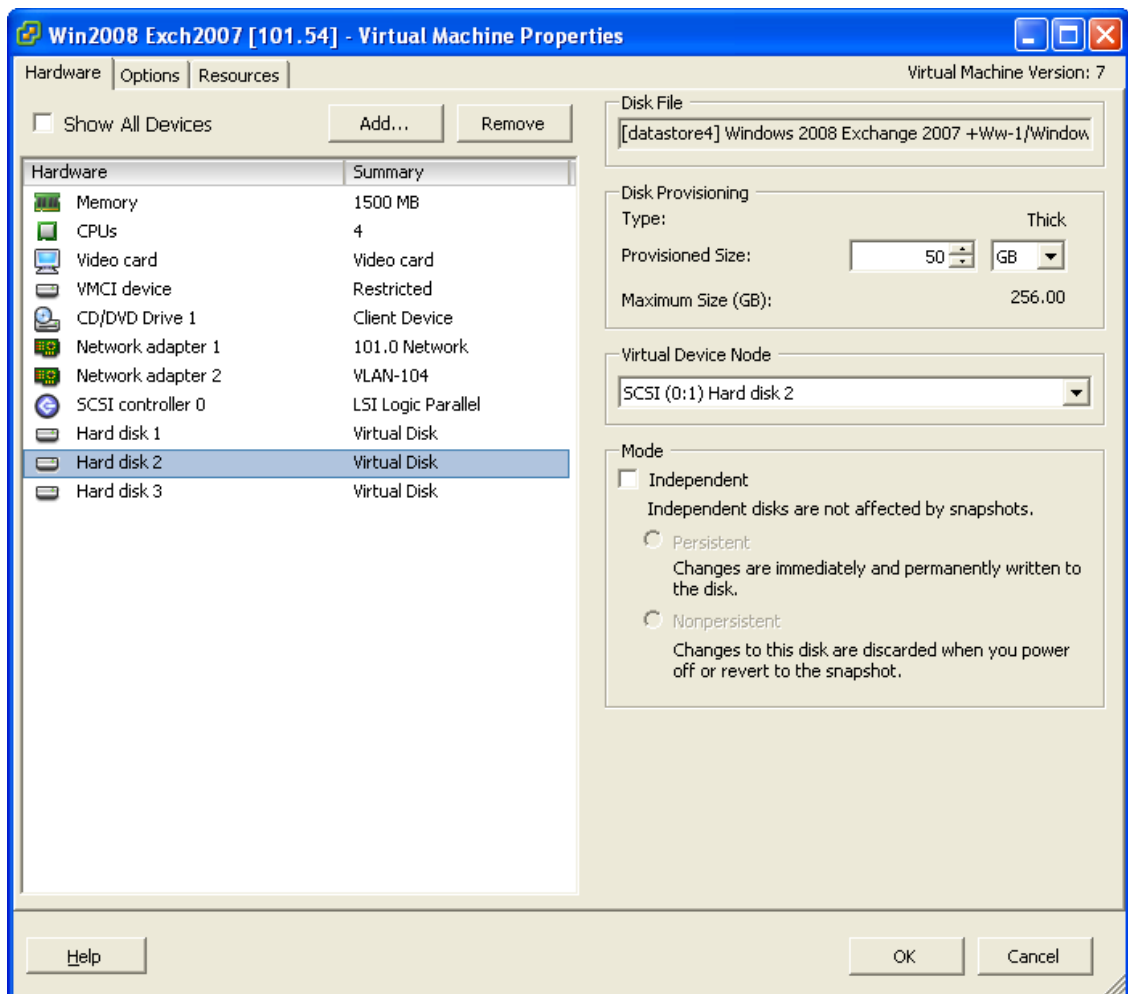 Win2008 Exch2007 [101.54] - Virtual Machine Properties
Hardware Options Resources
Virtual Machine Version: 7
Show All Devices
Add...
Remove
Hardware Summary
Memory 1500 MB
CPUs 4
Video card Video card
VMCI device Restricted
CD/DVD Drive 1 Client Device
Network adapter 1 101.0 Network
Network adapter 2 VLAN-104
SCSI controller 0 LSI Logic Parallel
Hard disk 1 Virtual Disk
Hard disk 2 Virtual Disk
Hard disk 3 Virtual Disk
Disk File
[datastore4] Windows 2008 Exchange 2007 +Ww-1/Window
Disk Provisioning
Type: Thick
Provisioned Size: 50 GB
Maximum Size (GB): 256.00
Virtual Device Node
SCSI (0:1) Hard disk 2
Mode
Independent
Independent disks are not affected by snapshots.
Persistent
Changes are immediately and permanently written to
the disk.
Nonpersistent
Changes to this disk are discarded when you power
off or revert to the snapshot.
Help
OK
Cancel